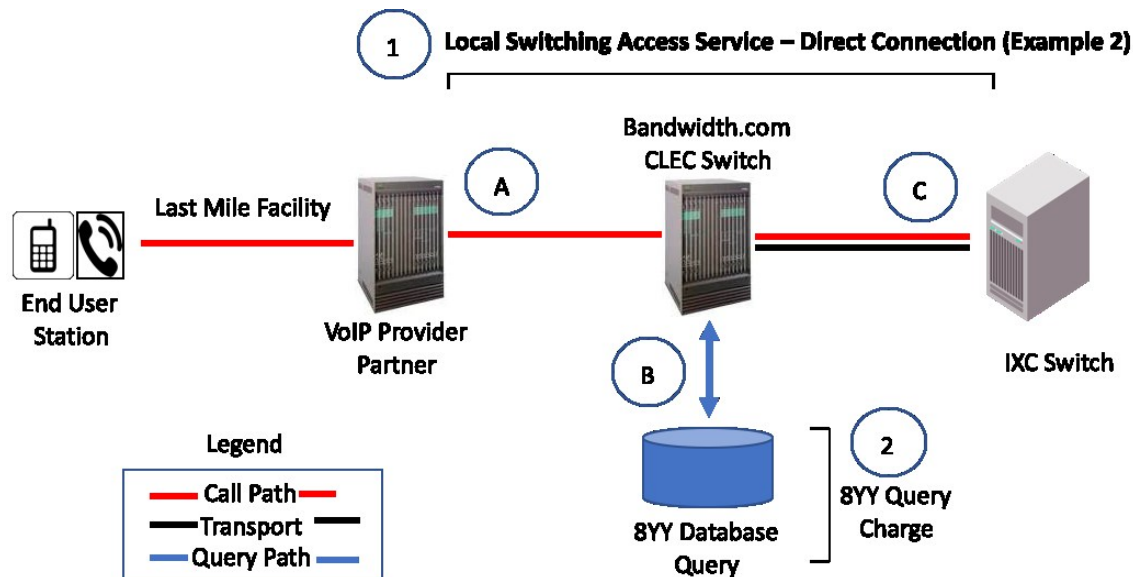 1
Local Switching Access Service – Direct Connection (Example 2)
Bandwidth.com
CLEC Switch
A
C
Last Mile Facility
End User
Station
VoIP Provider
Partner
IXC Switch
B
Legend
Call Path
Transport
Query Path
8YY Database
Query
2
8YY Query
Charge